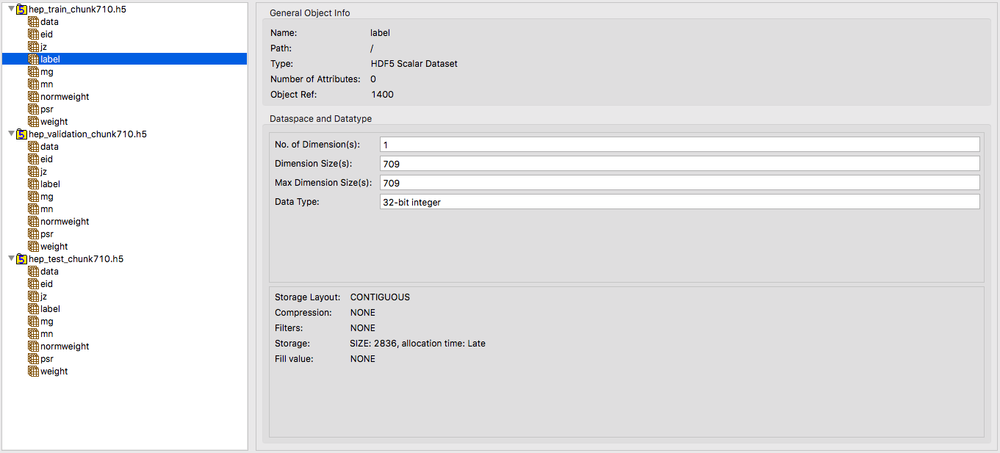 hep_train_chunk710.h5
data
eid
jz
label
mg
mn
normweight
psr
weight
hep_validation_chunk710.h5
data
eid
jz
label
mg
mn
normweight
psr
weight
hep_test_chunk710.h5
data
eid
jz
label
mg
mn
normweight
psr
weight
General Object Info
Name: label
Path: /
Type: HDF5 Scalar Dataset
Number of Attributes: 0
Object Ref: 1400
Dataspace and Datatype
No. of Dimension(s): 1
Dimension Size(s): 709
Max Dimension Size(s): 709
Data Type: 32-bit integer
Storage Layout: CONTIGUOUS
Compression: NONE
Filters: NONE
Storage: SIZE: 2836, allocation time: Late
Fill value: NONE